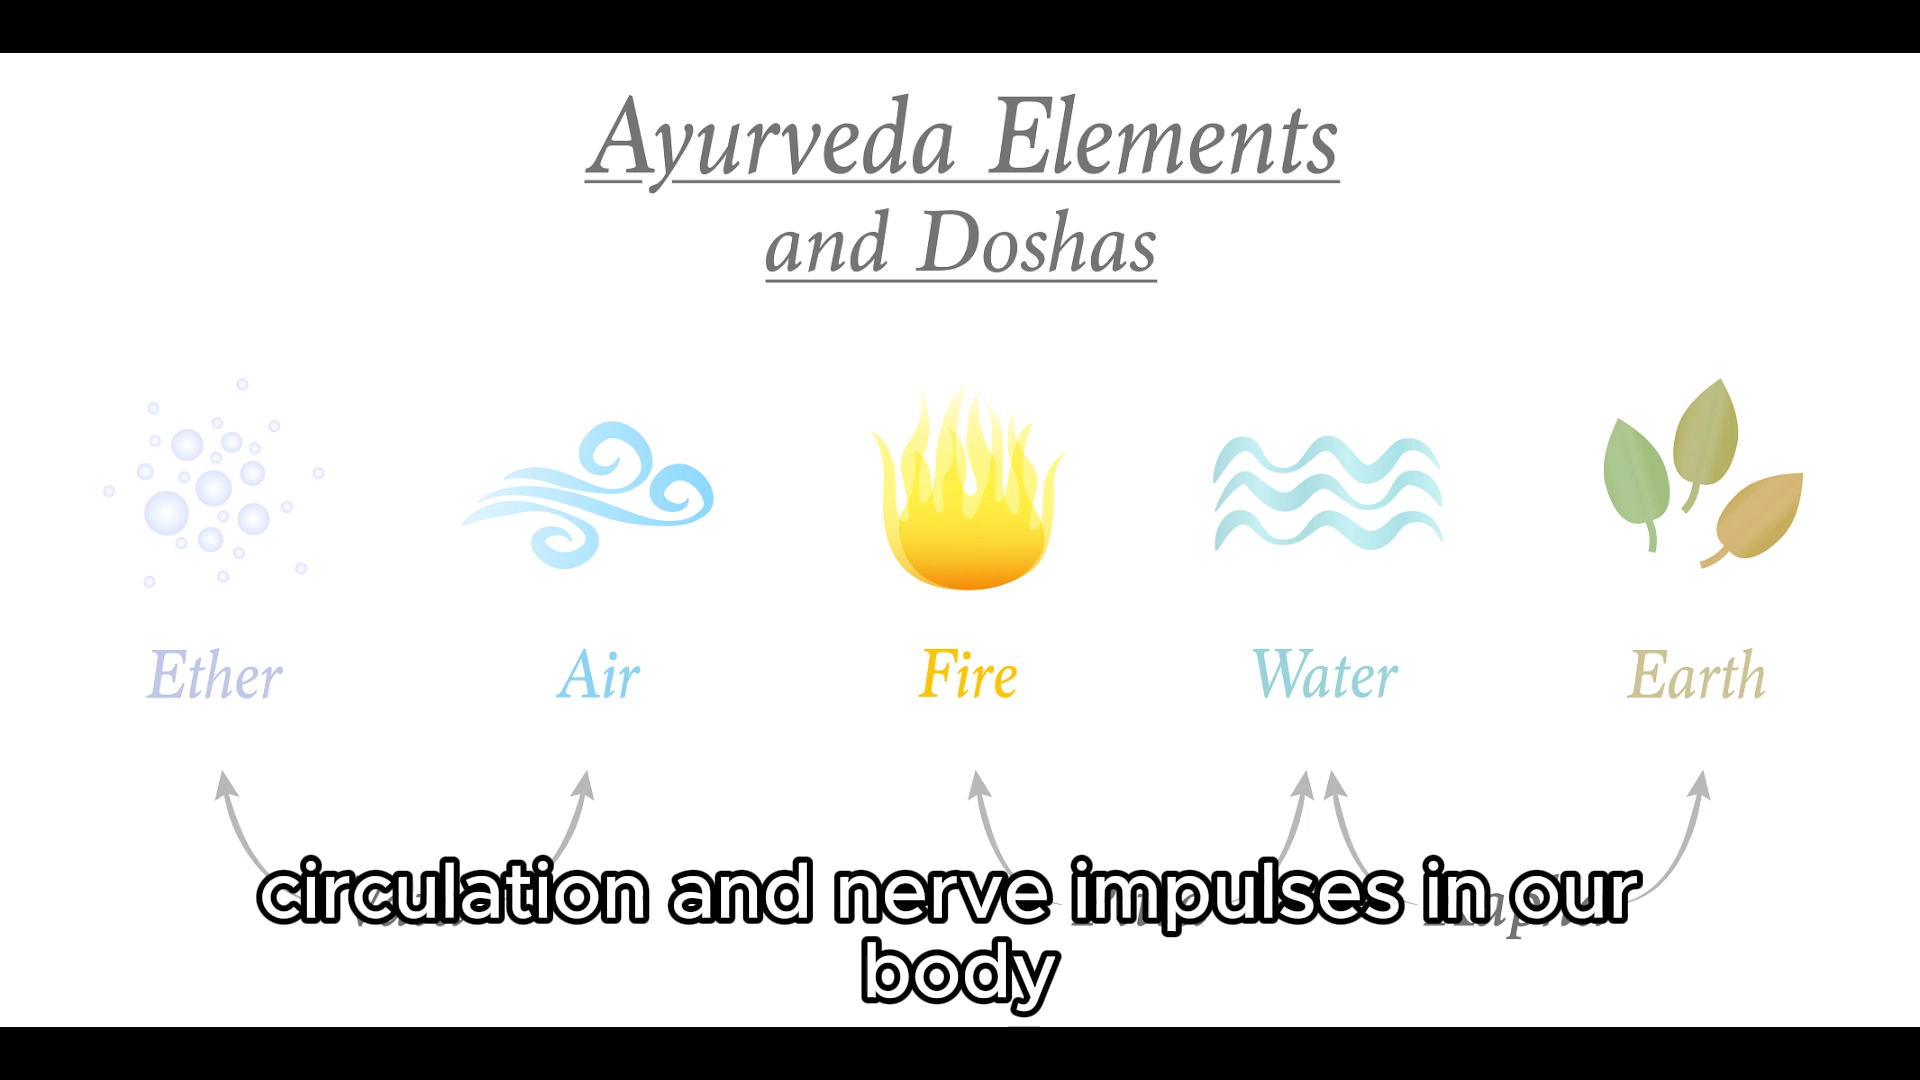 Ayurveda Elements
and Doshas
Ether
Air
Fire
Water
Earth
circulation and nerve impulses in our
body